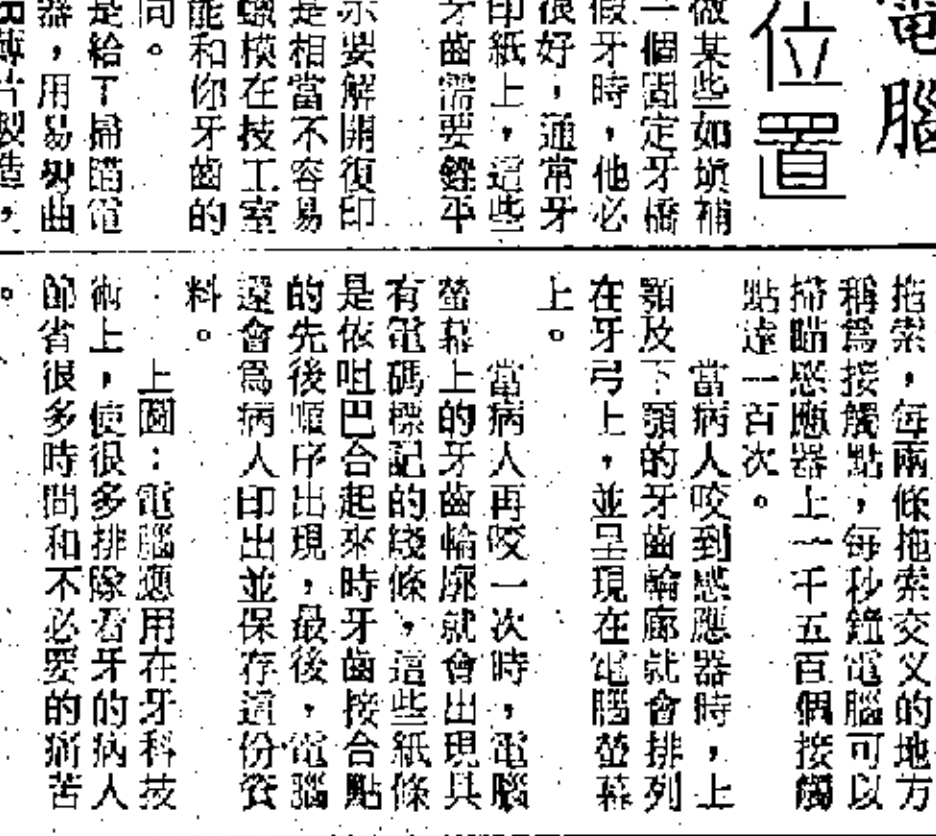 電腦
位置
做某些如填補
一個固定牙橋
假牙時，他必
很好，通常牙
印紙上，這些
牙齒需要銼平
示要解開復印
是相當不容易
蠟模在技工室
能和你牙齒的
同。
是給了掃瞄電
器，用易彎曲
薄片製造，
拖索，每兩條拖索交义的地方
稱爲接觸點，每秒鐘電腦可以
掃瞄感應器上一千五百個接觸
點達一百次。
當病人咬到感應器時，上
顎及下顎的牙齒輪廓就會排列
在牙弓上，並呈現在電腦螢幕
上。
當病人再咬一次時，電腦
螢幕上的牙齒輪廓就會出現具
有電碼標記的綫條，這些紙條
是依咀巴合起來時牙齒接合點
的先後順序出現，最後，電腦
還會爲病人印出並保存這份資
料。
上圖：電腦應用在牙科技
術上，使很多排隊看牙的病人
節省很多時間和不必要的痛苦
。